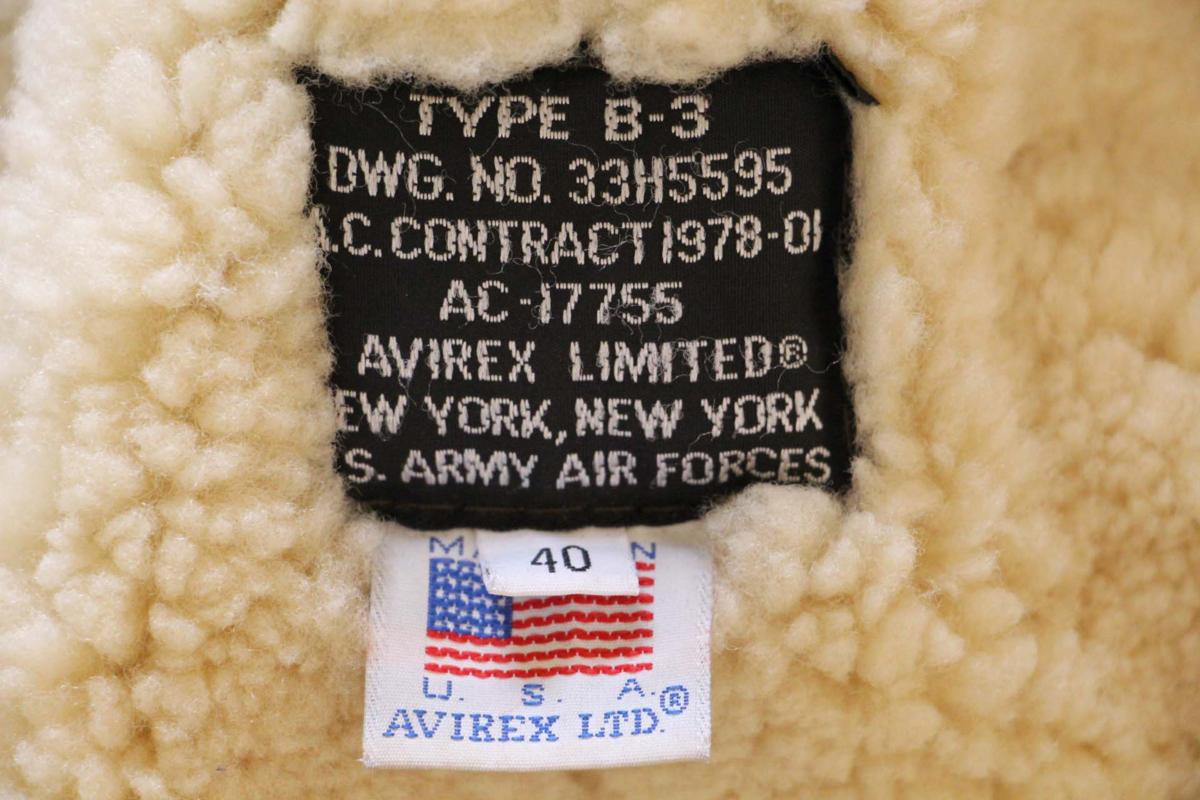 TYPE B-3
DWG. NO. 33H5595
A.C. CONTRACT 1978-01
AC-17755
AVIREX LIMITED®
EW YORK, NEW YORK
S. ARMY AIR FORCES
40
U. S. A.
AVIREX LTD.®